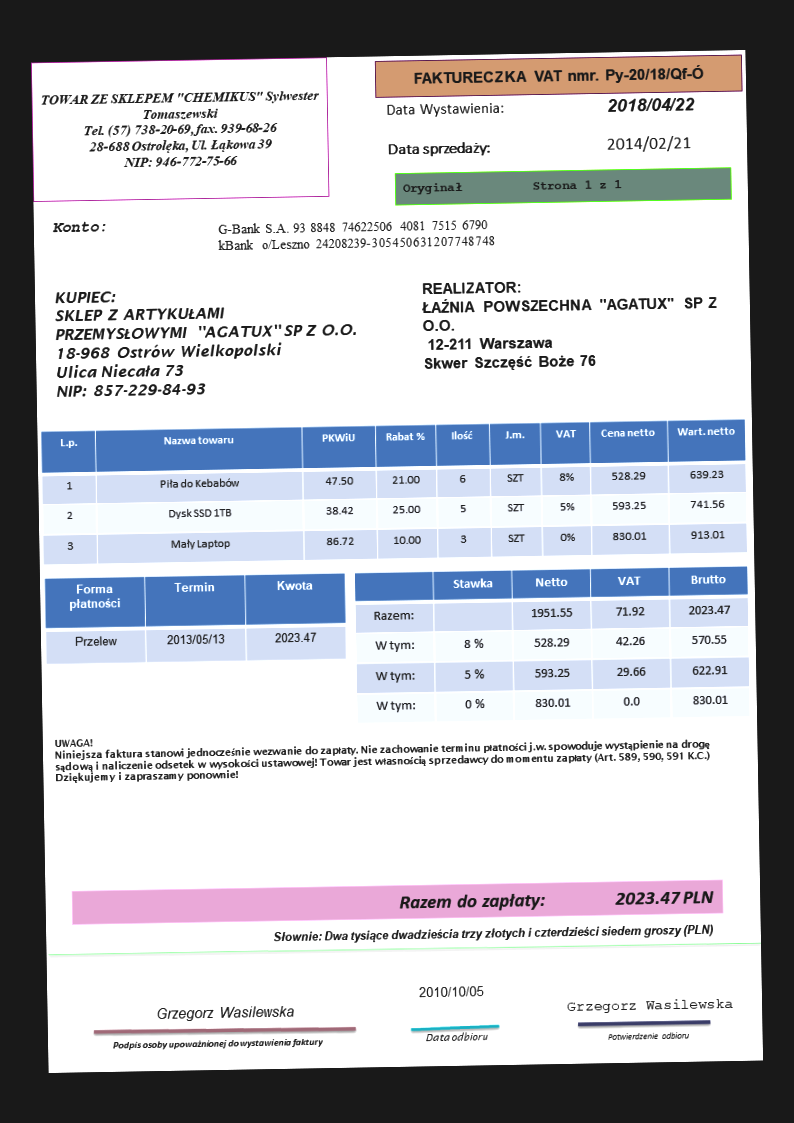 TOWAR ZE SKLEPEM "CHEMIKUS" Sylwester
Tomaszewski
Tel. (57) 738-20-69, fax. 939-68-26
28-688 Ostrołęka, Ul. Łąkowa 39
NIP: 946-772-75-66
FAKTURECZKA VAT nmr. Py-20/18/Qf-Ó
Data Wystawienia: 2018/04/22
Data sprzedaży: 2014/02/21
Oryginał Strona 1 z 1
Konto:
G-Bank S.A. 93 8848 74622506 4081 7515 6790
kBank o/Leszno 24208239-305450631207748748
KUPIEC:
SKLEP Z ARTYKUŁAMI
PRZEMYSŁOWYMI "AGATUX" SP Z O.O.
18-968 Ostrów Wielkopolski
Ulica Niecała 73
NIP: 857-229-84-93
REALIZATOR:
ŁAŹNIA POWSZECHNA "AGATUX" SP Z
O.O.
12-211 Warszawa
Skwer Szczęść Boże 76
L.p. Nazwa towaru PKWiU Rabat % Ilość J.m. VAT Cena netto Wart. netto
1 Piła do Kebabów 47.50 21.00 6 SZT 8% 528.29 639.23
2 Dysk SSD 1TB 38.42 25.00 5 SZT 5% 593.25 741.56
3 Mały Laptop 86.72 10.00 3 SZT 0% 830.01 913.01
Forma płatności Termin Kwota
Przelew 2013/05/13 2023.47
Stawka Netto VAT Brutto
Razem: 1951.55 71.92 2023.47
W tym: 8 % 528.29 42.26 570.55
W tym: 5 % 593.25 29.66 622.91
W tym: 0 % 830.01 0.0 830.01
UWAGA!
Niniejsza faktura stanowi jednocześnie wezwanie do zapłaty. Nie zachowanie terminu płatności j.w. spowoduje wystąpienie na drogę
sądową i naliczenie odsetek w wysokości ustawowej! Towar jest własnością sprzedawcy do momentu zapłaty (Art. 589, 590, 591 K.C.)
Dziękujemy i zapraszamy ponownie!
Razem do zapłaty: 2023.47 PLN
Słownie: Dwa tysiące dwadzieścia trzy złotych i czterdzieści siedem groszy (PLN)
Grzegorz Wasilewska
Podpis osoby upoważnionej do wystawienia faktury
2010/10/05
Data odbioru
Grzegorz Wasilewska
Potwierdzenie odbioru